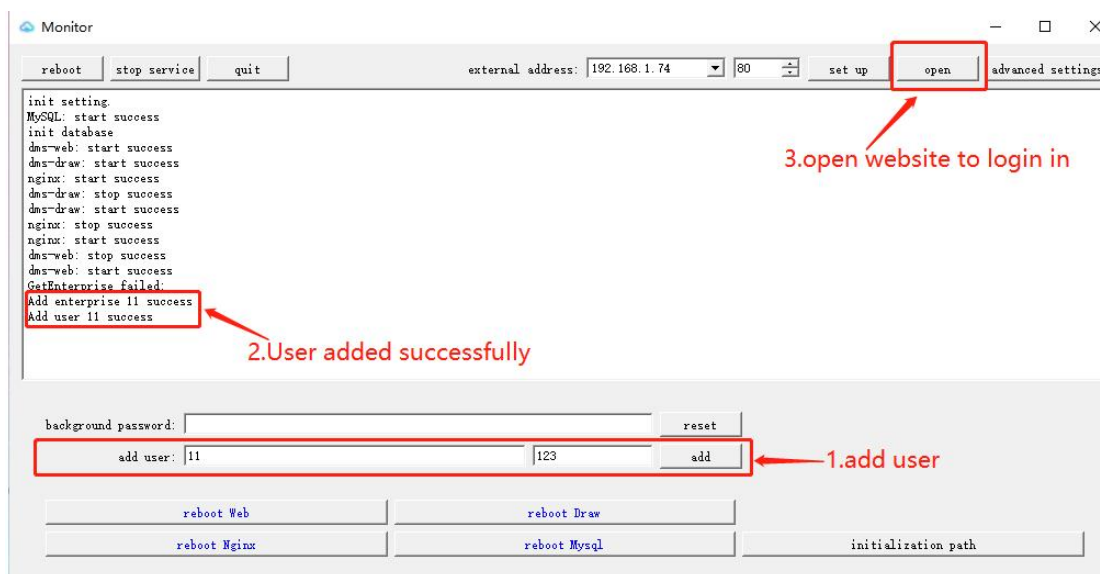 Monitor
reboot stop service quit external address: 192.168.1.74 80 set up open advanced settings
init setting.
MySQL: start success
init database
dms-web: start success
dms-draw: start success
nginx: start success
dms-draw: stop success
dms-draw: start success
nginx: stop success
nginx: start success
dms-web: stop success
dms-web: start success
GetEnterprise failed:
Add enterprise 11 success
Add user 11 success
3.open website to login in
2.User added successfully
background password: reset
add user: 11 123 add
1.add user
reboot Web reboot Draw
reboot Nginx reboot Mysql initialization path